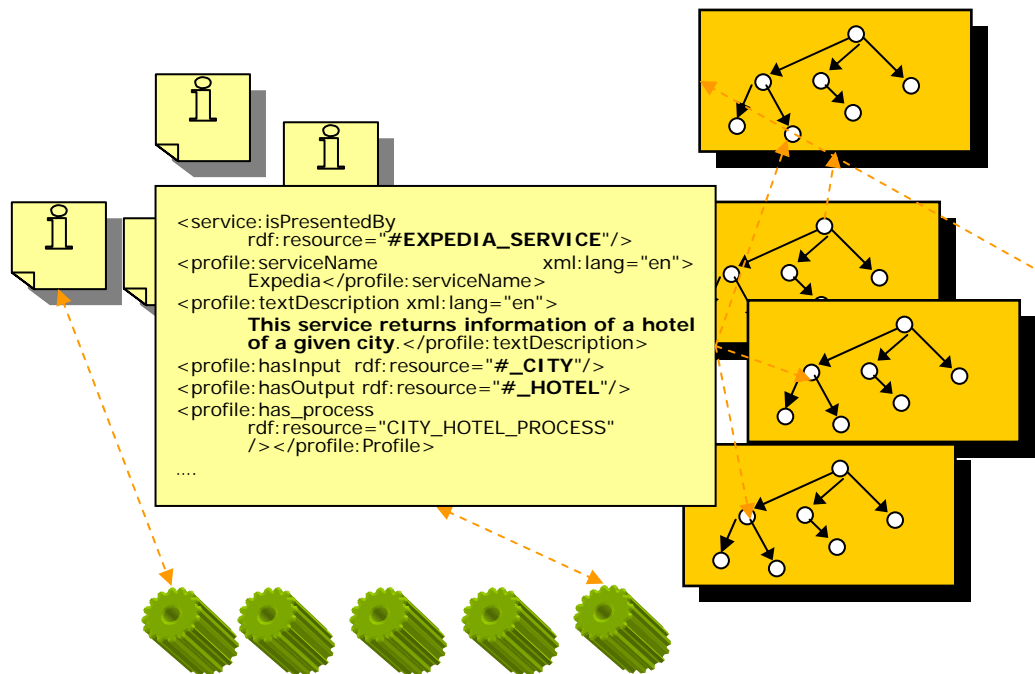 i
i
i
<service:isPresentedBy
rdf:resource="#EXPEDIA_SERVICE"/>
<profile:serviceName xml:lang="en">
Expedia</profile:serviceName>
<profile:textDescription xml:lang="en">
This service returns information of a hotel
of a given city.</profile:textDescription>
<profile:hasInput rdf:resource="#_CITY"/>
<profile:hasOutput rdf:resource="#_HOTEL"/>
<profile:has_process
rdf:resource="CITY_HOTEL_PROCESS"
/></profile:Profile>
....